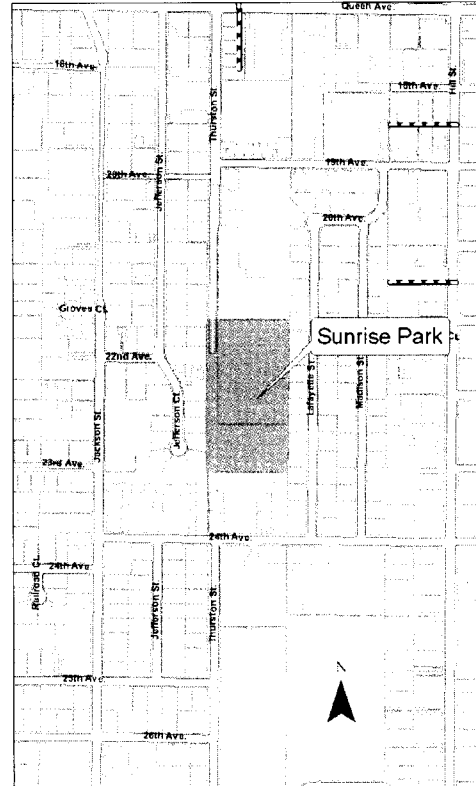 Queen Ave.
18th Ave.
Thurston St.
Hill St.
18th Ave.
19th Ave.
20th Ave.
Jefferson St.
20th Ave.
Groves Ct.
Sunrise Park
22nd Ave.
Jefferson Ct.
Lafayette St.
Madison St.
Jackson St.
23rd Ave.
24th Ave.
24th Ave.
Railroad Ct.
Jefferson St.
Thurston St.
25th Ave.
N
26th Ave.